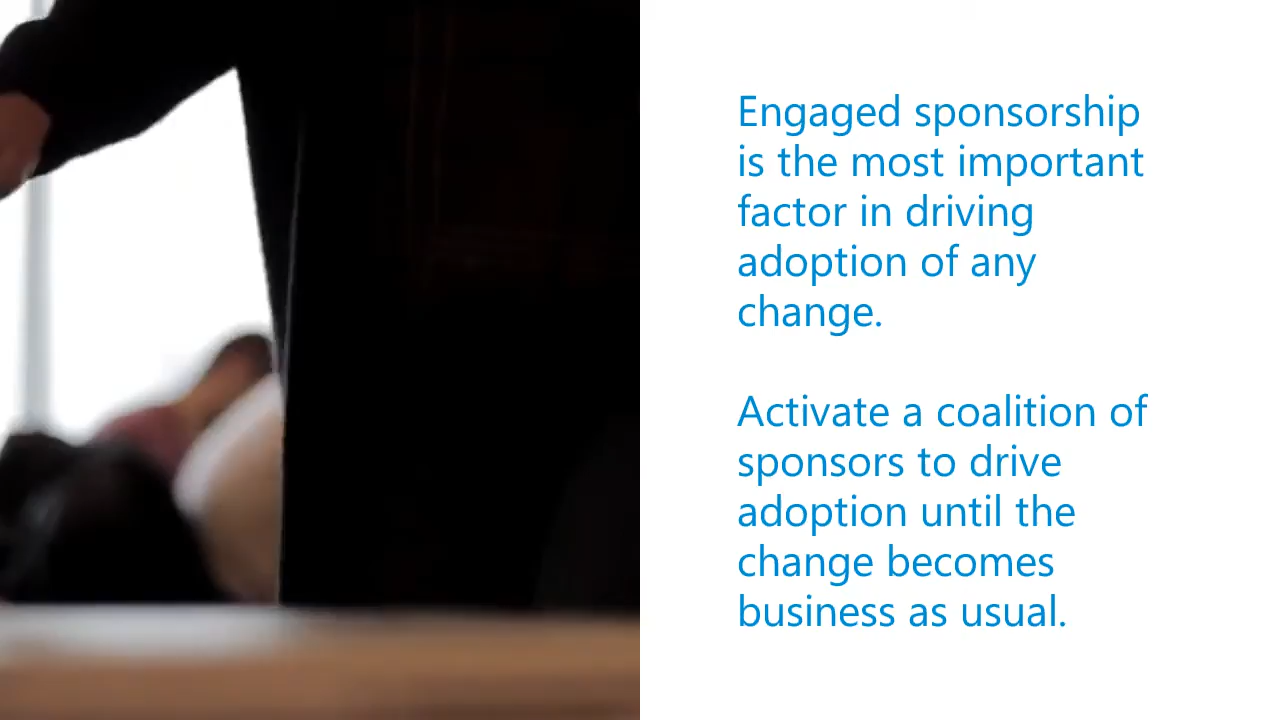 Engaged sponsorship
is the most important
factor in driving
adoption of any
change.
Activate a coalition of
sponsors to drive
adoption until the
change becomes
business as usual.